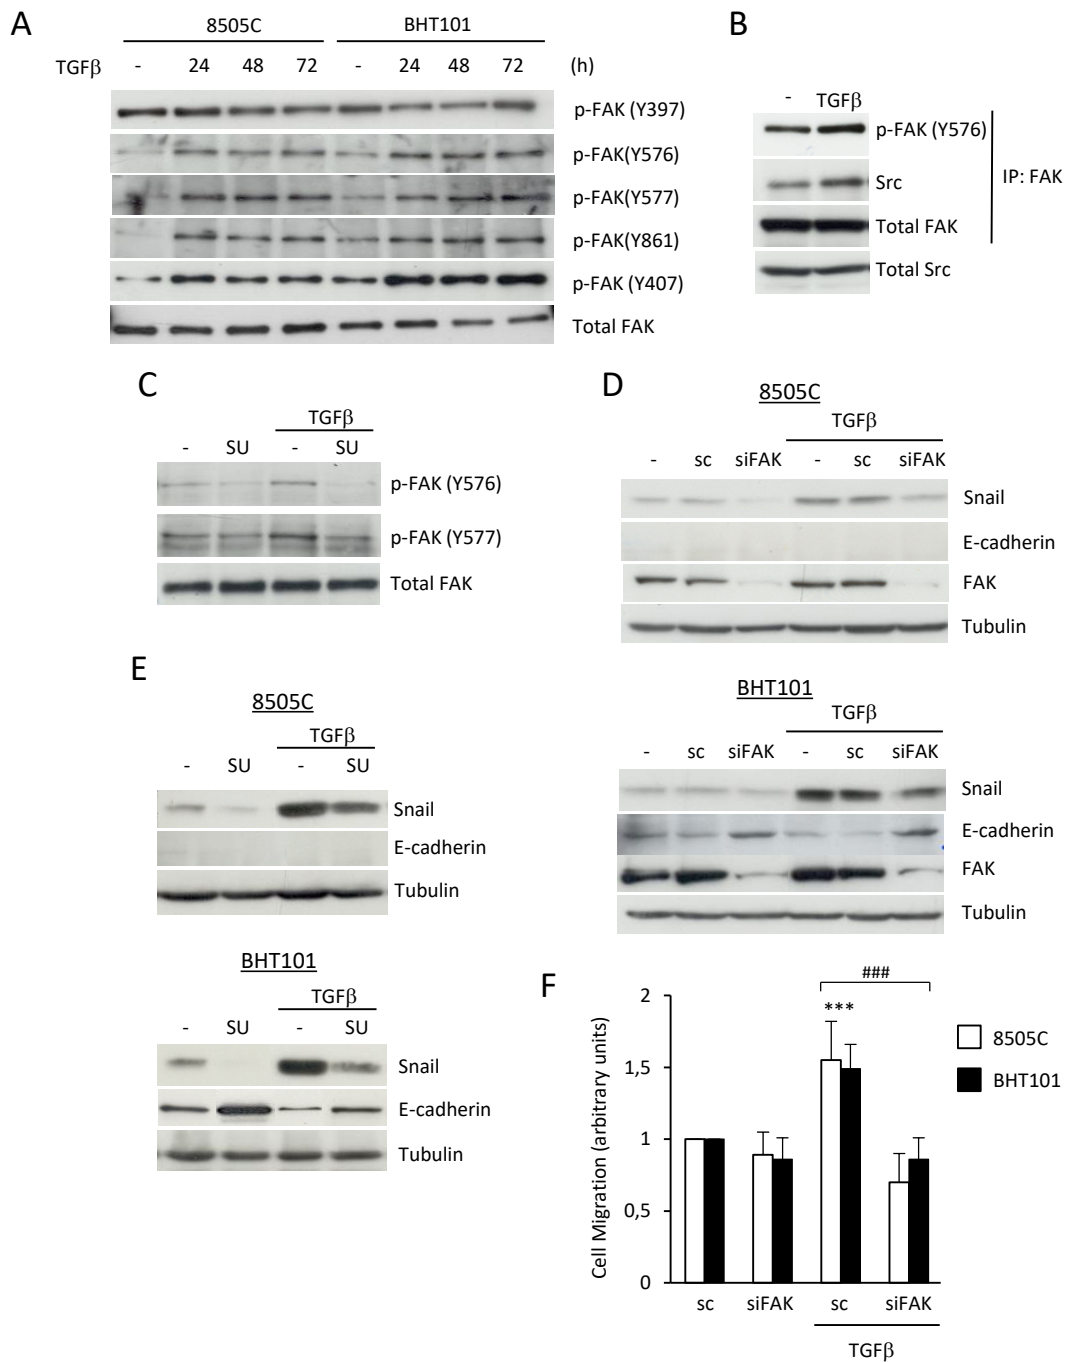 A
8505C BHT101
TGFβ - 24 48 72 - 24 48 72 (h)
p-FAK (Y397)
p-FAK(Y576)
p-FAK(Y577)
p-FAK(Y861)
p-FAK (Y407)
Total FAK
B
- TGFβ
p-FAK (Y576)
Src
Total FAK
IP: FAK
Total Src
C
TGFβ
- SU - SU
p-FAK (Y576)
p-FAK (Y577)
Total FAK
D
8505C
TGFβ
- sc siFAK - sc siFAK
Snail
E-cadherin
FAK
Tubulin
BHT101
TGFβ
- sc siFAK - sc siFAK
Snail
E-cadherin
FAK
Tubulin
E
8505C
TGFβ
- SU - SU
Snail
E-cadherin
Tubulin
BHT101
TGFβ
- SU - SU
Snail
E-cadherin
Tubulin
F
Cell Migration (arbitrary units)
2
1,5
1
0,5
0
###
***
8505C
BHT101
sc siFAK sc siFAK
TGFβ